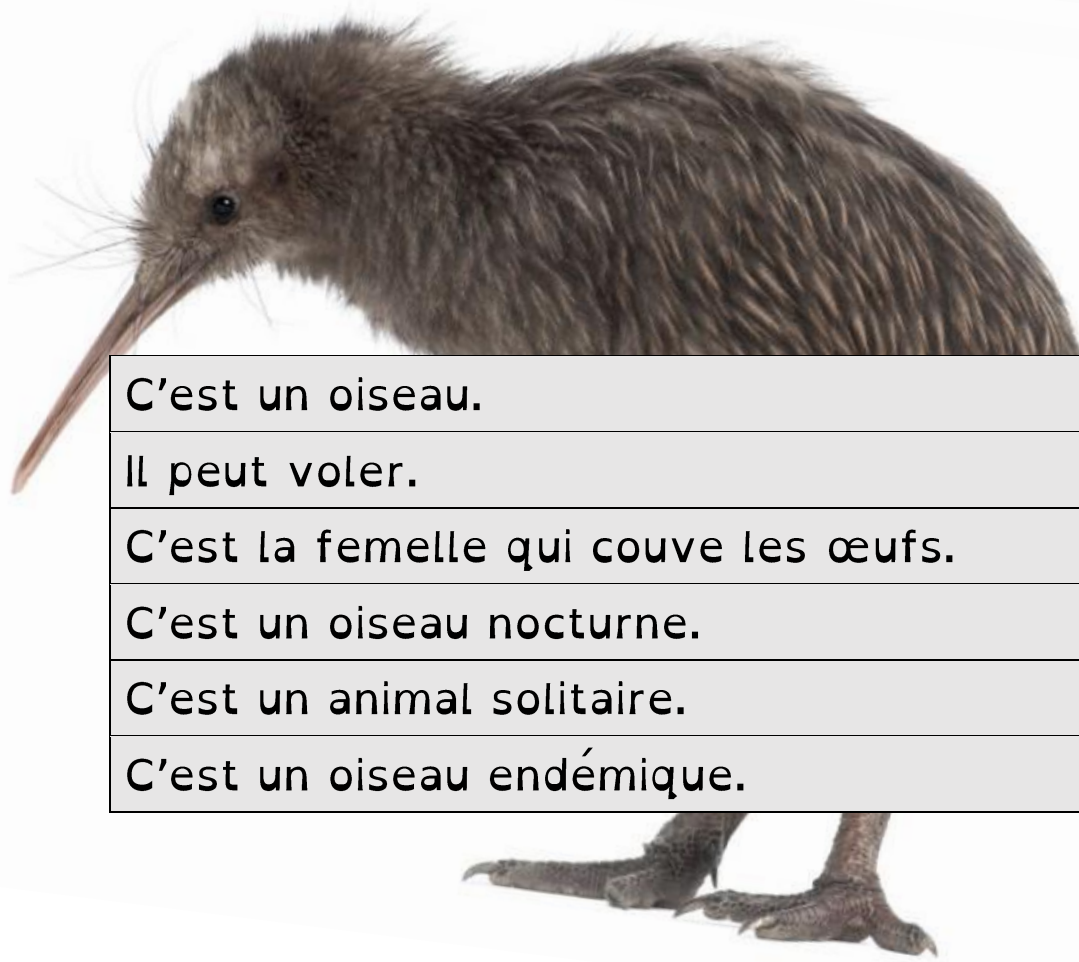 C’est un oiseau.
Il peut voler.
C’est la femelle qui couve les œufs.
C’est un oiseau nocturne.
C’est un animal solitaire.
C’est un oiseau endémique.